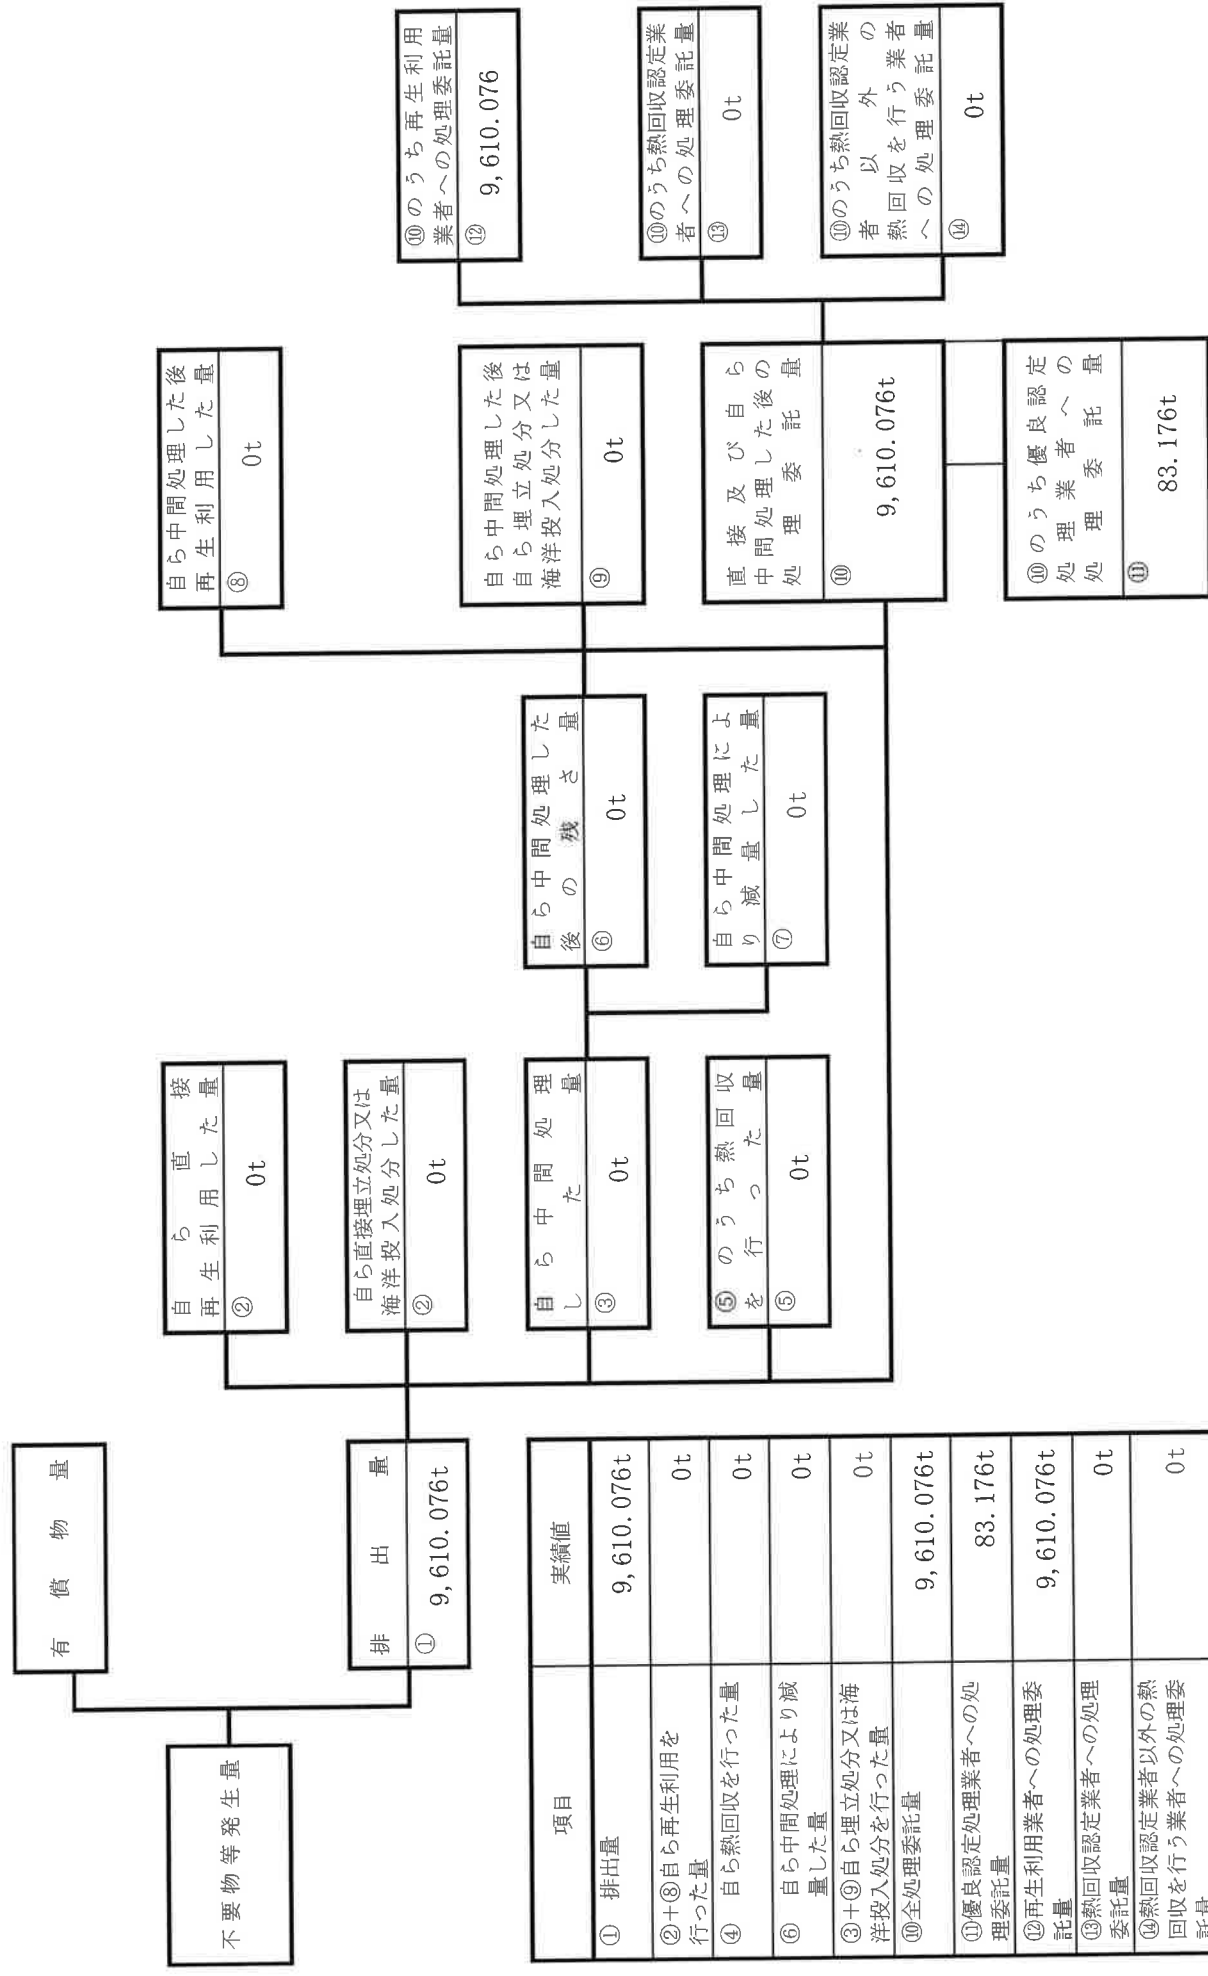 不要物等発生量
有償物量
排出量
① 9,610.076t
自ら直接
再生利用した量
②
0t
自ら直接埋立処分又は
海洋投入処分した量
②
0t
自ら中間処理
した量
③
0t
⑤のうち熱回収
を行った量
⑤
0t
自ら中間処理した
後の残さ量
⑥
0t
自ら中間処理によ
り減量した量
⑦
0t
自ら中間処理した後
再生利用した量
⑧
0t
自ら中間処理した後
自ら埋立処分又は
海洋投入処分した量
⑨
0t
直接及び自ら
中間処理した後の
処理委託量
⑩
9,610.076t
⑩のうち優良認定
処理業者への
処理委託量
⑪
83.176t
⑩のうち再生利用
業者への処理委託量
⑫ 9,610.076
⑩のうち熱回収認定業
者への処理委託量
⑬
0t
⑩のうち熱回収認定業
者以外の
熱回収を行う業者
への処理委託量
⑭
0t
項目 実績値
① 排出量 9,610.076t
②+⑧自ら再生利用を
行った量 0t
④ 自ら熱回収を行った量 0t
⑥ 自ら中間処理により減
量した量 0t
③+⑨自ら埋立処分又は海
洋投入処分を行った量 0t
⑩全処理委託量 9,610.076t
⑪優良認定処理業者への処
理委託量 83.176t
⑫再生利用業者への処理委
託量 9,610.076t
⑬熱回収認定業者への処理
委託量 0t
⑭熱回収認定業者以外の熱
回収を行う業者への処理委
託量 0t